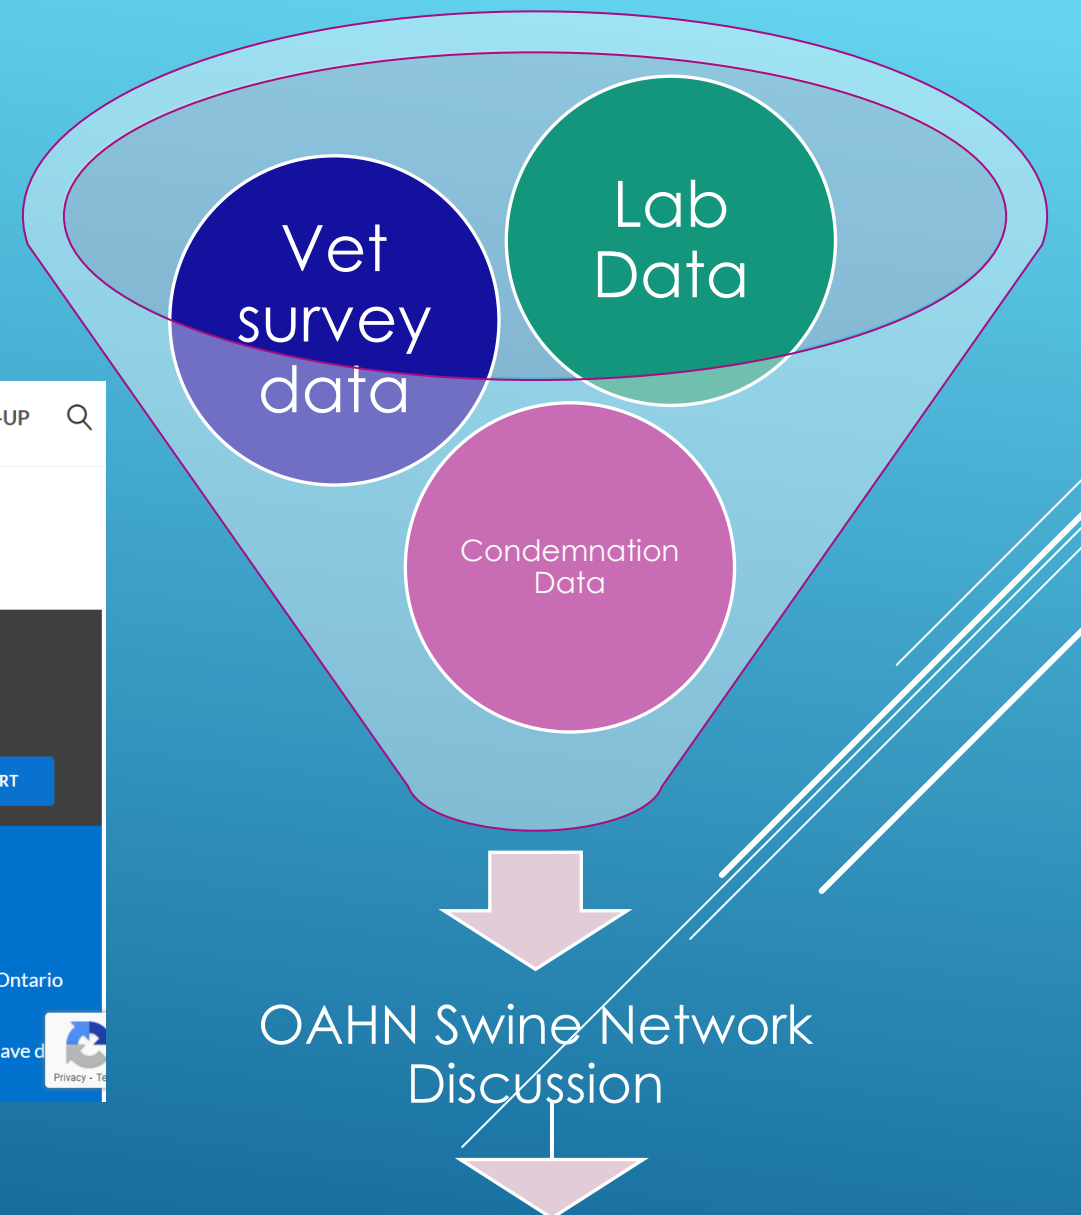 Vet
survey
data
Lab
Data
Condemnation
Data
-UP
RT
Ontario
ave d
Privacy - Te
OAHN Swine Network
Discussion